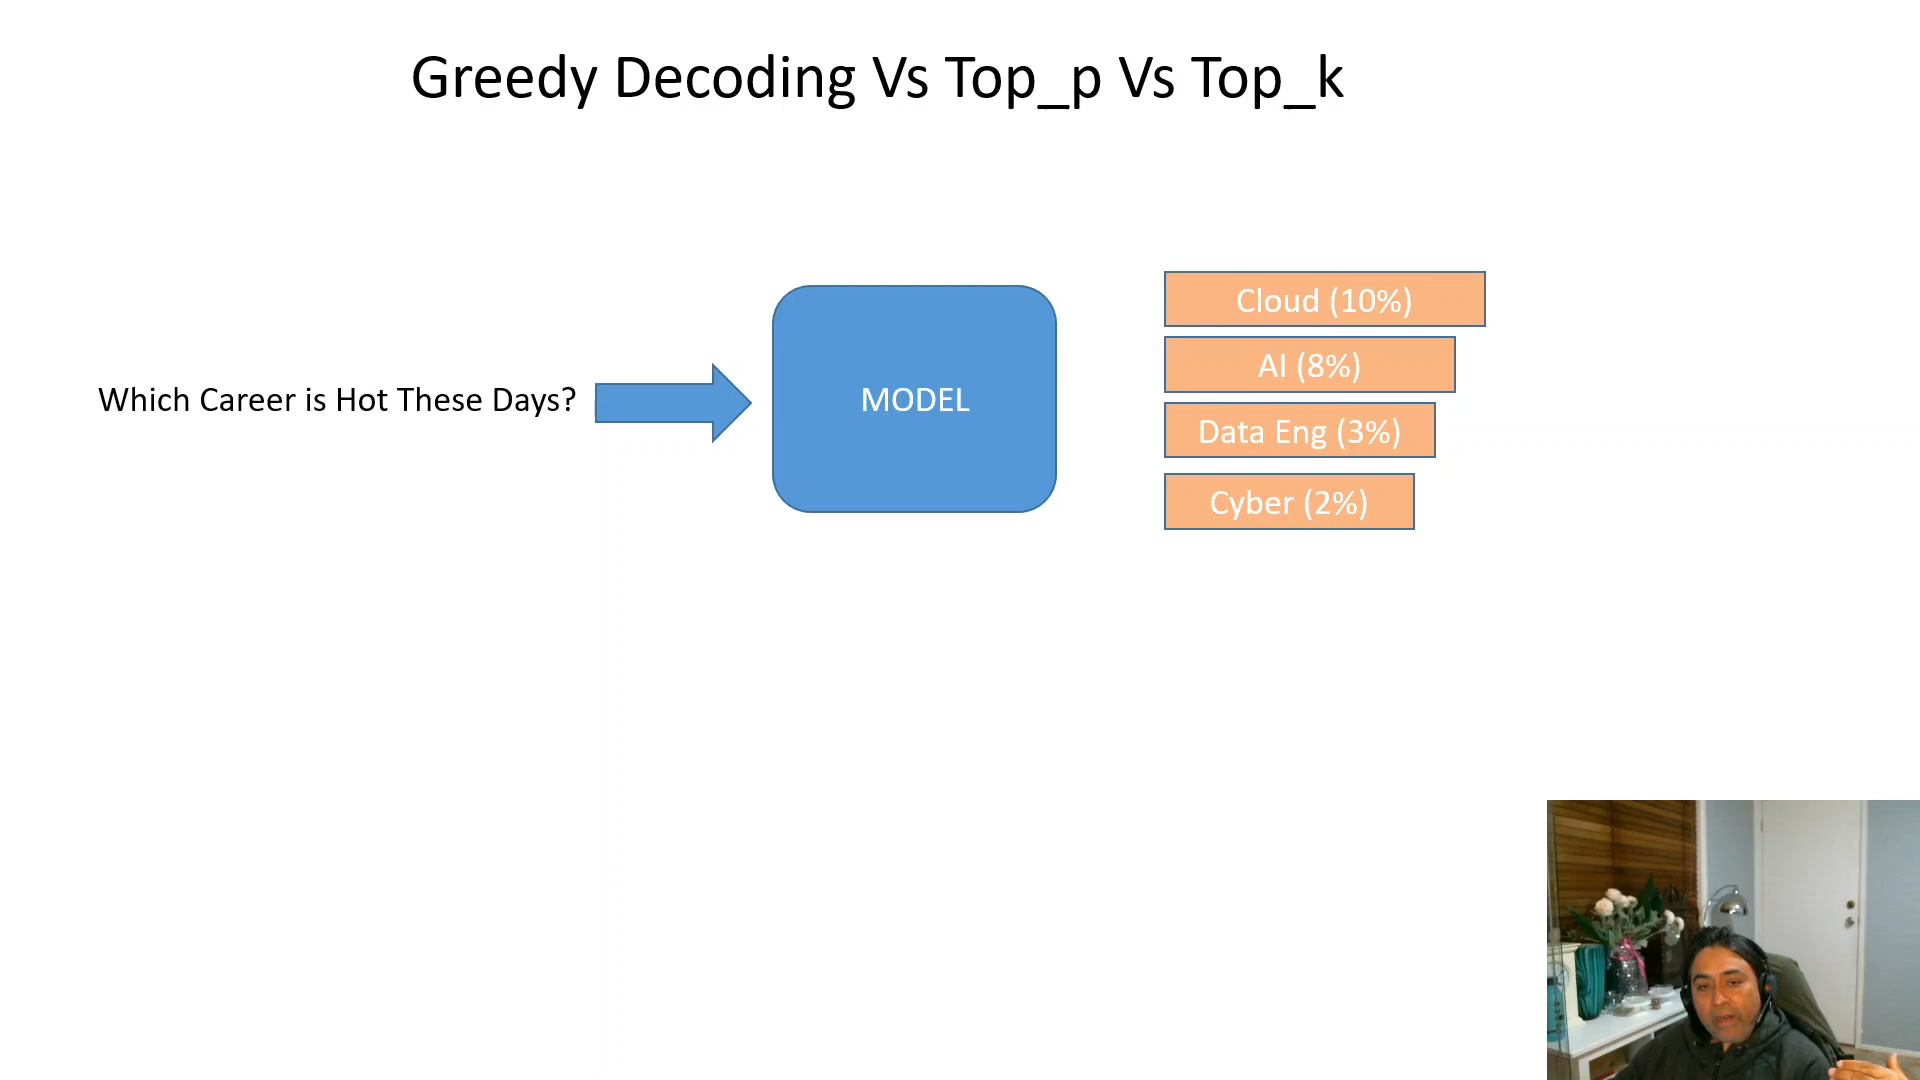 Greedy Decoding Vs Top_p Vs Top_k
Which Career is Hot These Days?
MODEL
Cloud (10%)
AI (8%)
Data Eng (3%)
Cyber (2%)